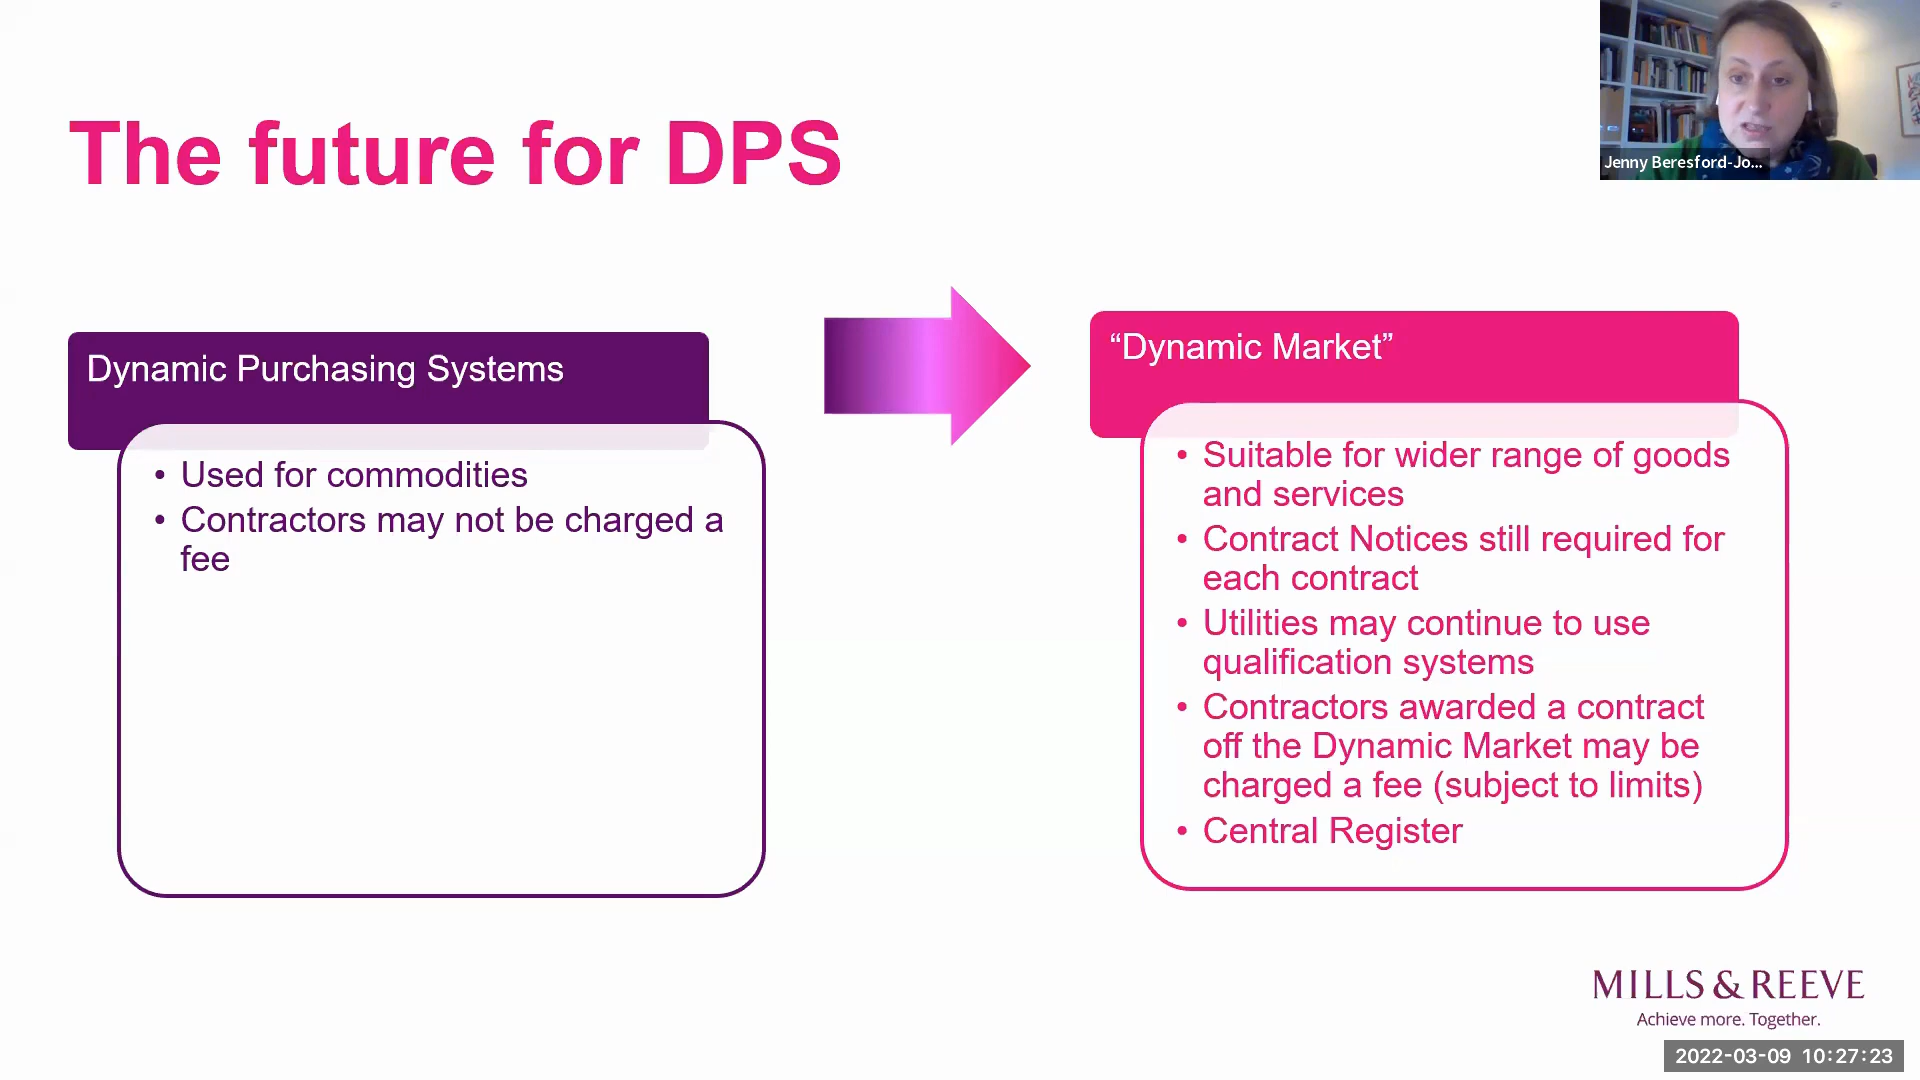 The future for DPS
Jenny Beresford-Jo...
Dynamic Purchasing Systems
• Used for commodities
• Contractors may not be charged a
fee
“Dynamic Market”
• Suitable for wider range of goods
and services
• Contract Notices still required for
each contract
• Utilities may continue to use
qualification systems
• Contractors awarded a contract
off the Dynamic Market may be
charged a fee (subject to limits)
• Central Register
MILLS & REEVE
Achieve more. Together.
2022-03-09 10:27:23